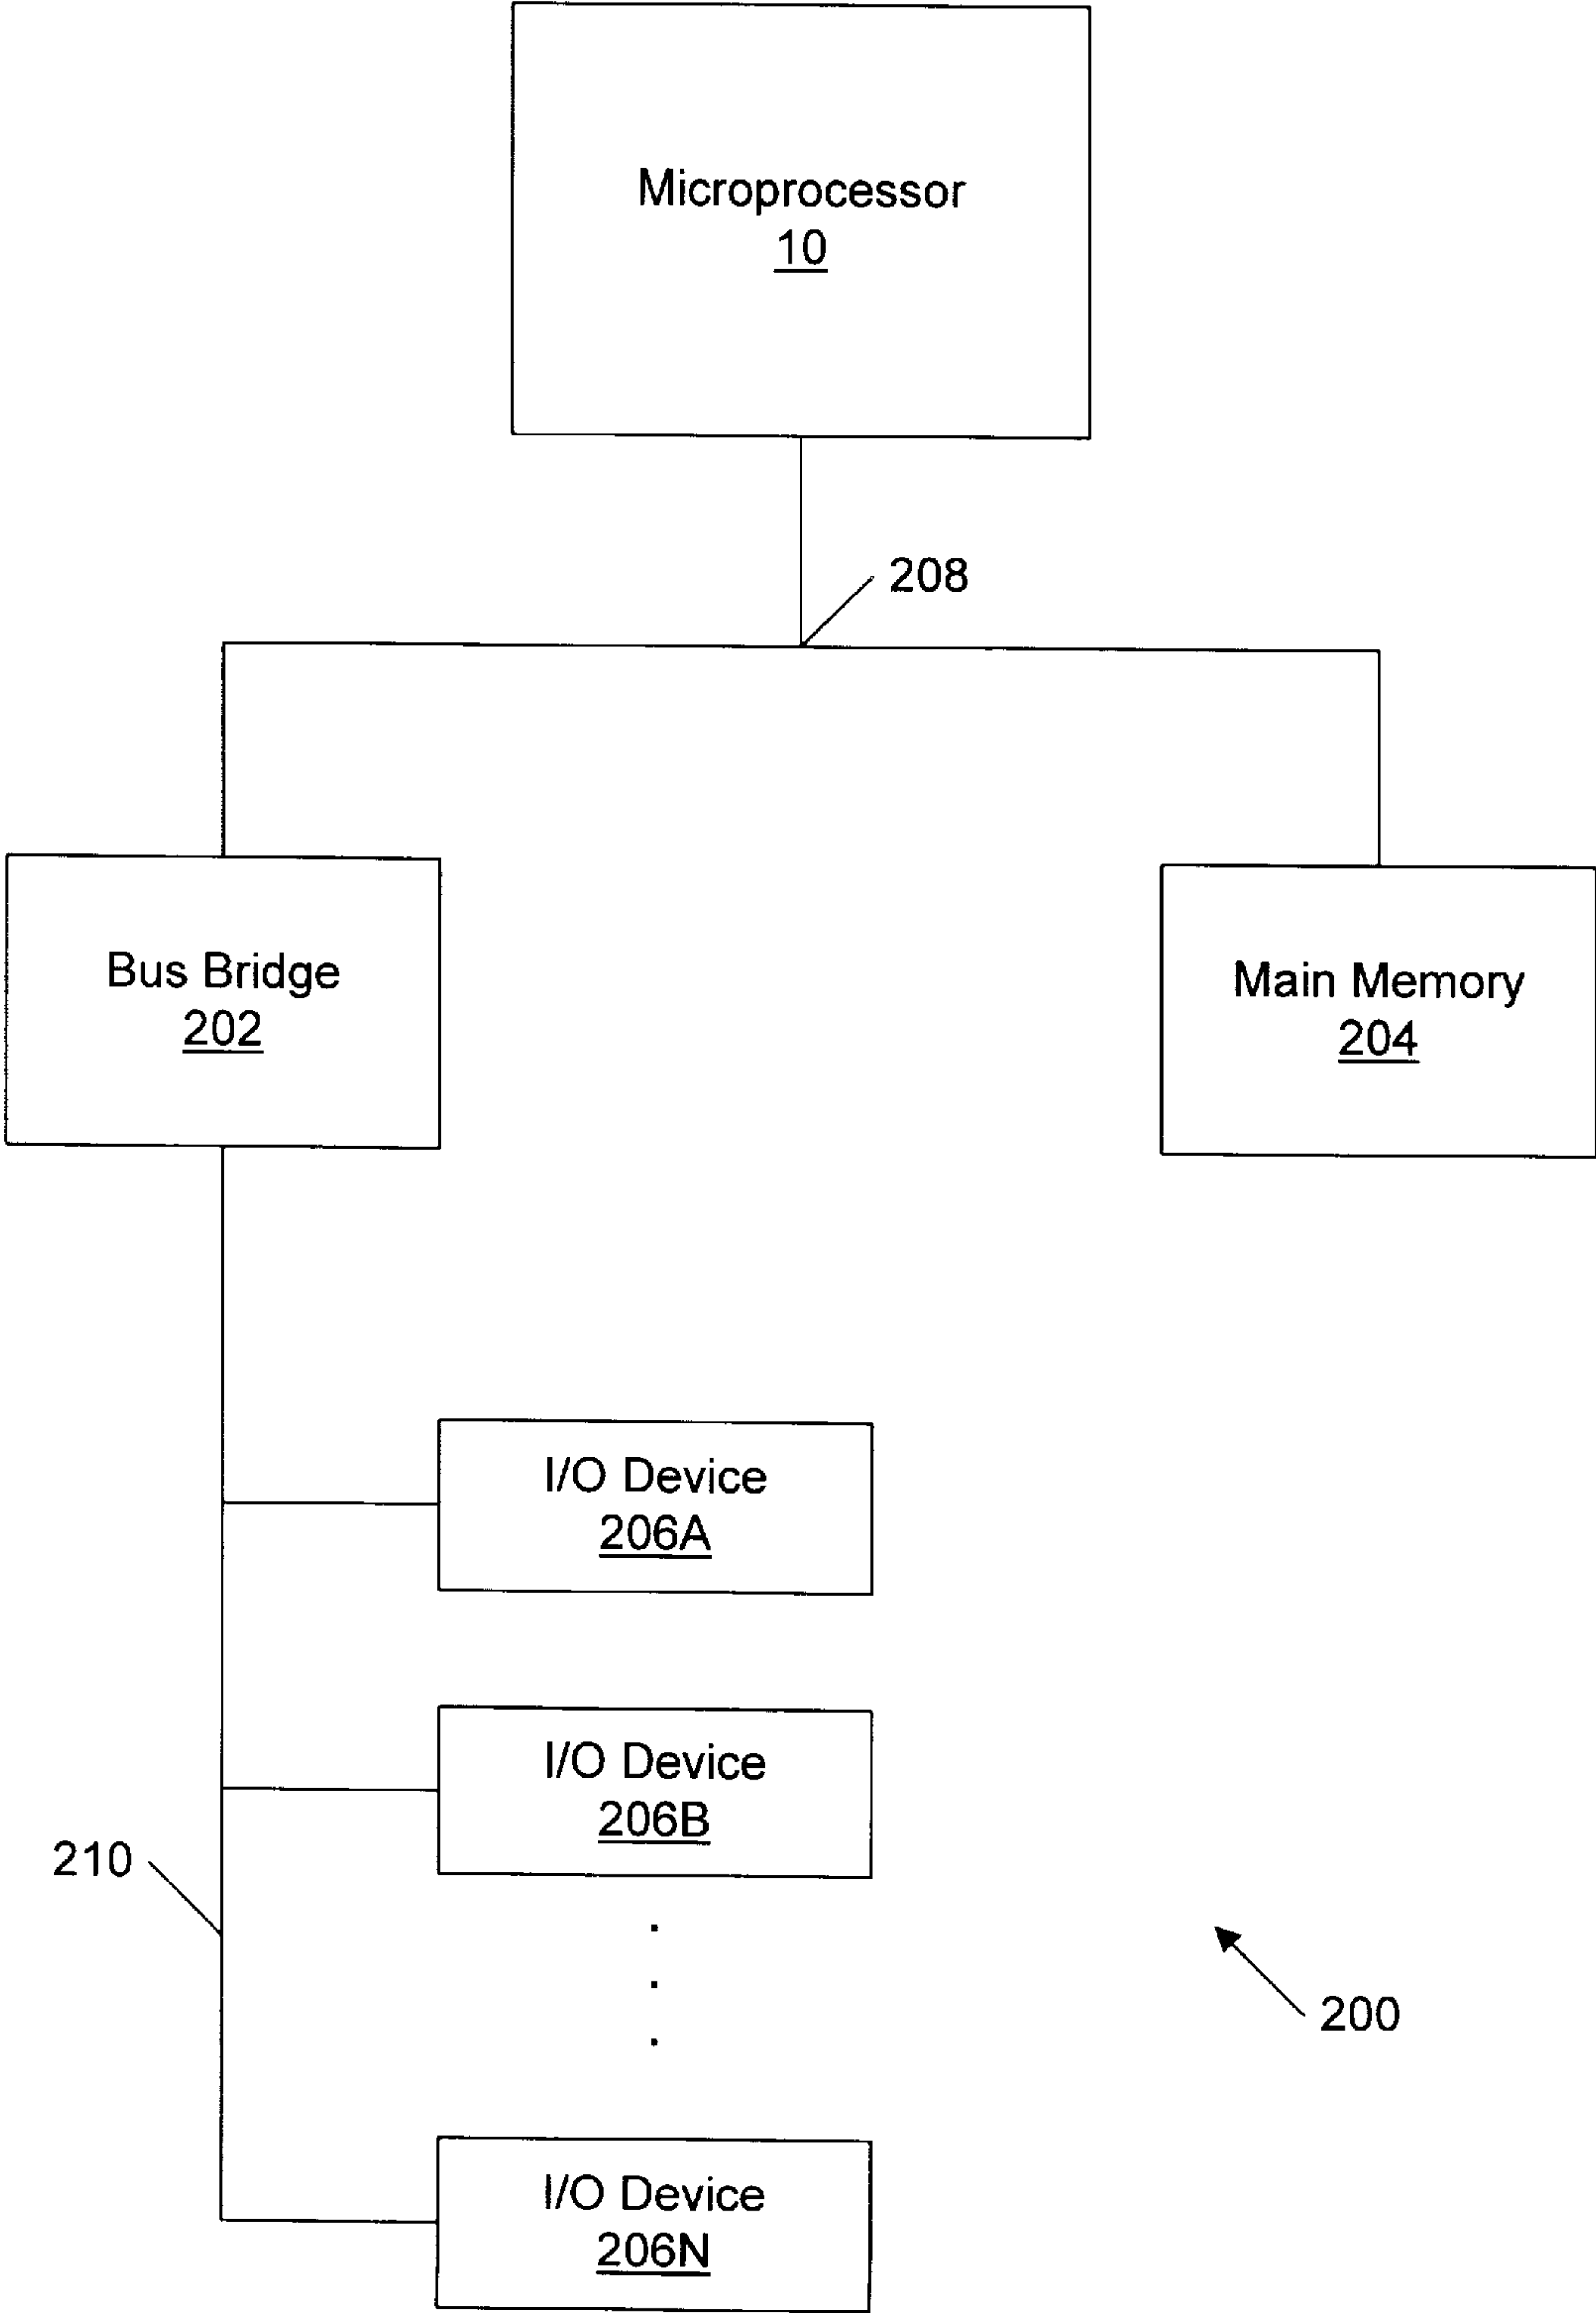 Microprocessor
10
208
Bus Bridge
202
Main Memory
204
I/O Device
206A
I/O Device
206B
210
200
I/O Device
206N